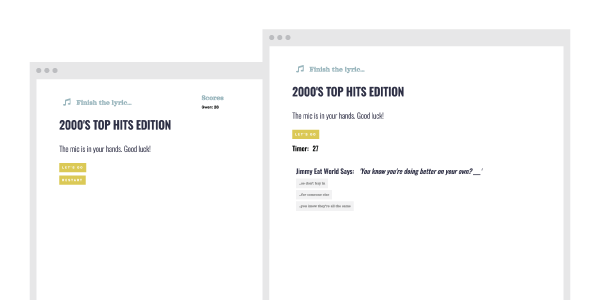 Finish the lyric...
Scores
Gwen: 20
2000'S TOP HITS EDITION
The mic is in your hands. Good luck!
LET'S GO
RESTART
Finish the lyric...
2000'S TOP HITS EDITION
The mic is in your hands. Good luck!
LET'S GO
Timer: 27
Jimmy Eat World Says: 'You know you're doing better on your own?__'
...so don't buy in
...for someone else
...you know they're all the same